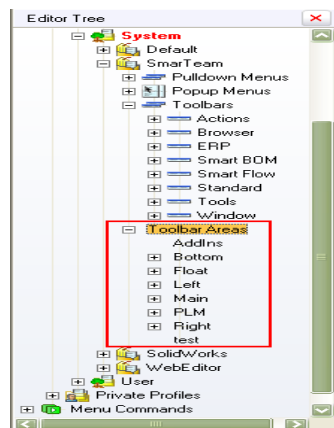 Editor Tree
System
Default
SmarTeam
Pulldown Menus
Popup Menus
Toolbars
Actions
Browser
ERP
Smart BOM
Smart Flow
Standard
Tools
Window
Toolbar Areas
AddIns
Bottom
Float
Left
Main
PLM
Right
test
SolidWorks
WebEditor
User
Private Profiles
Menu Commands